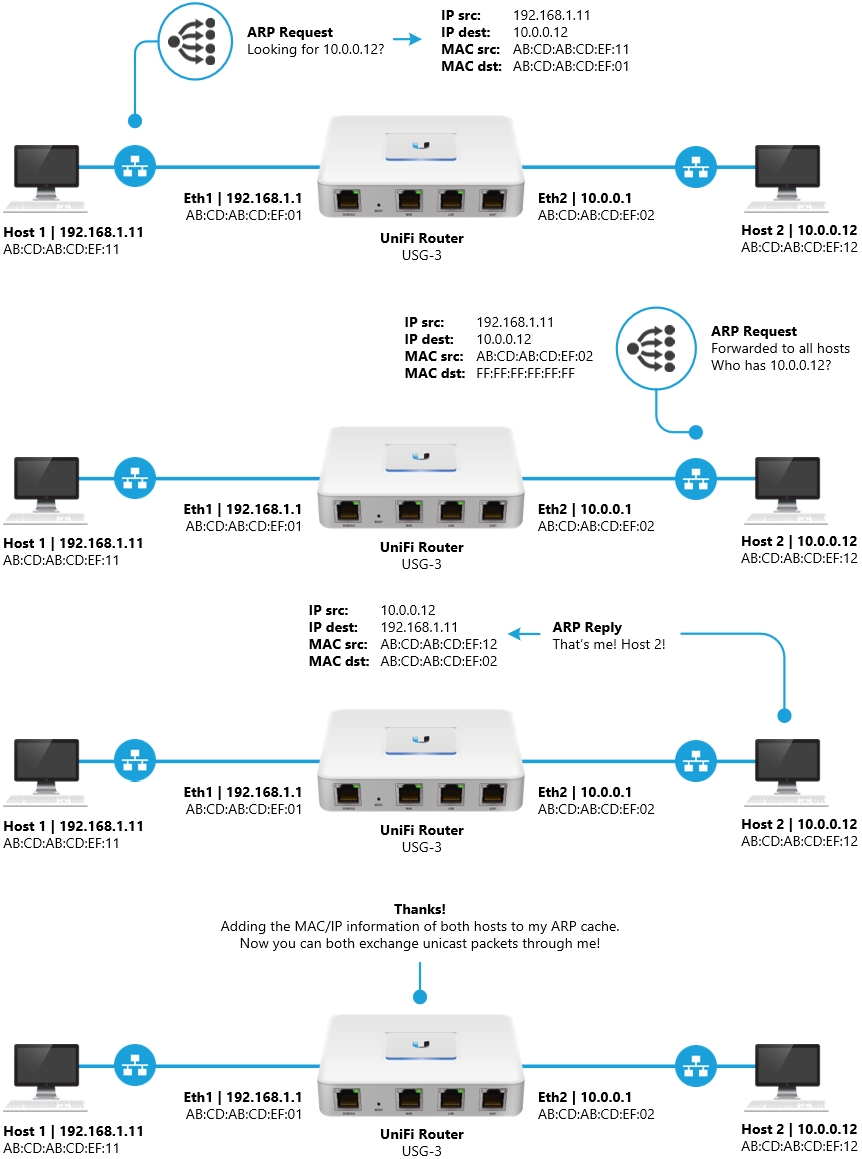 ARP Request
Looking for 10.0.0.12?
IP src: 192.168.1.11
IP dest: 10.0.0.12
MAC src: AB:CD:AB:CD:EF:11
MAC dst: AB:CD:AB:CD:EF:01
Eth1 | 192.168.1.1
AB:CD:AB:CD:EF:01
Eth2 | 10.0.0.1
AB:CD:AB:CD:EF:02
Host 1 | 192.168.1.11
AB:CD:AB:CD:EF:11
UniFi Router
USG-3
Host 2 | 10.0.0.12
AB:CD:AB:CD:EF:12
IP src: 192.168.1.11
IP dest: 10.0.0.12
MAC src: AB:CD:AB:CD:EF:02
MAC dst: FF:FF:FF:FF:FF:FF
ARP Request
Forwarded to all hosts
Who has 10.0.0.12?
Eth1 | 192.168.1.1
AB:CD:AB:CD:EF:01
Eth2 | 10.0.0.1
AB:CD:AB:CD:EF:02
Host 1 | 192.168.1.11
AB:CD:AB:CD:EF:11
UniFi Router
USG-3
Host 2 | 10.0.0.12
AB:CD:AB:CD:EF:12
IP src: 10.0.0.12
IP dest: 192.168.1.11
MAC src: AB:CD:AB:CD:EF:12
MAC dst: AB:CD:AB:CD:EF:02
ARP Reply
That's me! Host 2!
Eth1 | 192.168.1.1
AB:CD:AB:CD:EF:01
Eth2 | 10.0.0.1
AB:CD:AB:CD:EF:02
Host 1 | 192.168.1.11
AB:CD:AB:CD:EF:11
UniFi Router
USG-3
Host 2 | 10.0.0.12
AB:CD:AB:CD:EF:12
Thanks!
Adding the MAC/IP information of both hosts to my ARP cache.
Now you can both exchange unicast packets through me!
Eth1 | 192.168.1.1
AB:CD:AB:CD:EF:01
Eth2 | 10.0.0.1
AB:CD:AB:CD:EF:02
Host 1 | 192.168.1.11
AB:CD:AB:CD:EF:11
UniFi Router
USG-3
Host 2 | 10.0.0.12
AB:CD:AB:CD:EF:12